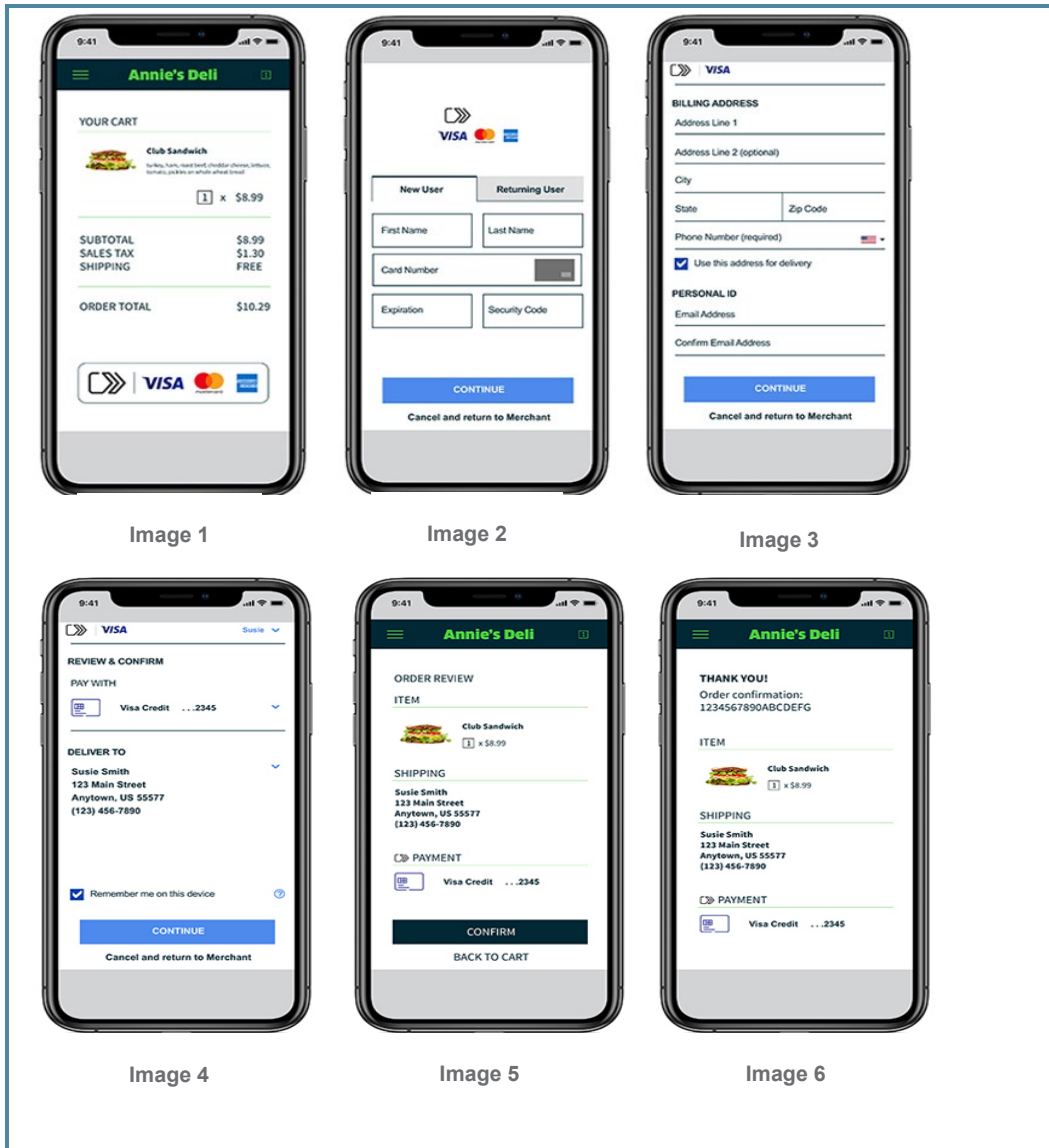 9:41
Annie's Deli
1
YOUR CART
Club Sandwich
turkey, ham, roast beef, cheddar cheese, lettuce,
tomato, pickles on whole wheat bread
1 x $8.99
SUBTOTAL $8.99
SALES TAX $1.30
SHIPPING FREE
ORDER TOTAL $10.29
VISA mastercard AMERICAN EXPRESS
Image 1
9:41
VISA
New User Returning User
First Name Last Name
Card Number
Expiration Security Code
CONTINUE
Cancel and return to Merchant
Image 2
9:41
VISA
BILLING ADDRESS
Address Line 1
Address Line 2 (optional)
City
State Zip Code
Phone Number (required)
Use this address for delivery
PERSONAL ID
Email Address
Confirm Email Address
CONTINUE
Cancel and return to Merchant
Image 3
9:41
VISA Susie
REVIEW & CONFIRM
PAY WITH
Visa Credit ...2345
DELIVER TO
Susie Smith
123 Main Street
Anytown, US 55577
(123) 456-7890
Remember me on this device ?
CONTINUE
Cancel and return to Merchant
Image 4
9:41
Annie's Deli 1
ORDER REVIEW
ITEM
Club Sandwich
1 x $8.99
SHIPPING
Susie Smith
123 Main Street
Anytown, US 55577
(123) 456-7890
PAYMENT
Visa Credit ...2345
CONFIRM
BACK TO CART
Image 5
9:41
Annie's Deli 1
THANK YOU!
Order confirmation:
1234567890ABCDEFG
ITEM
Club Sandwich
1 x $8.99
SHIPPING
Susie Smith
123 Main Street
Anytown, US 55577
(123) 456-7890
PAYMENT
Visa Credit ...2345
Image 6